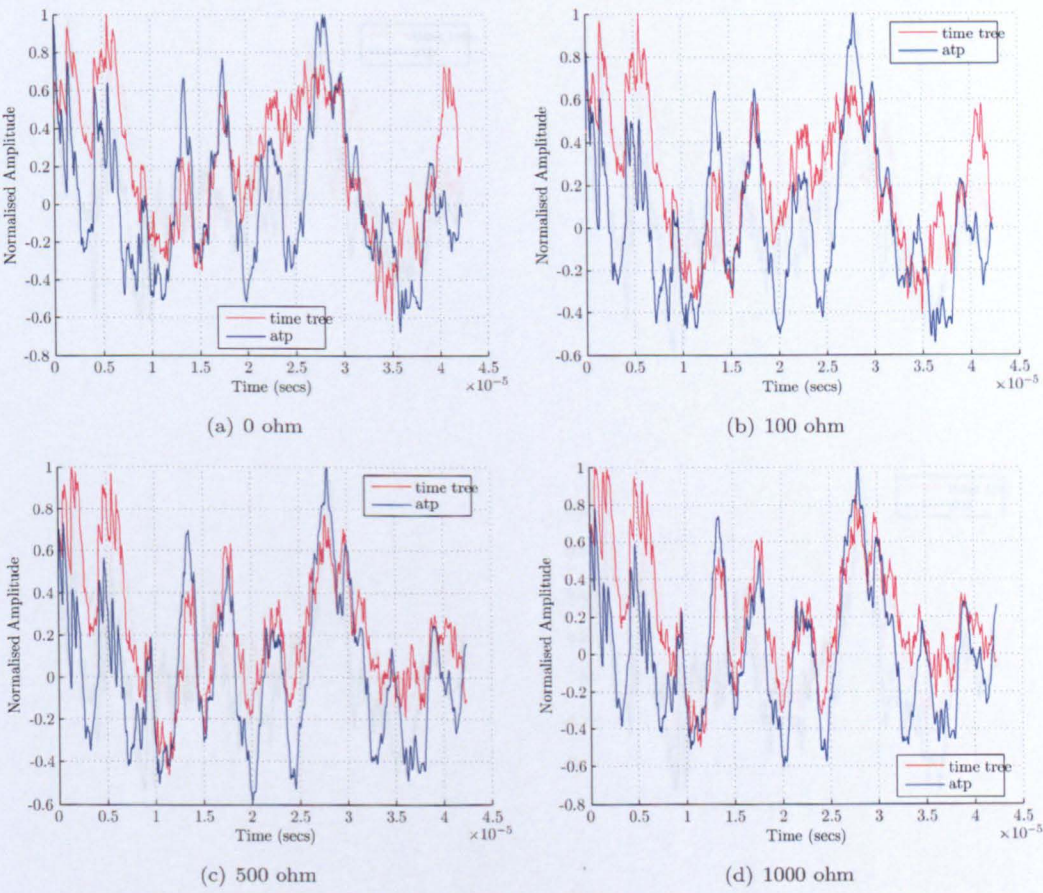 1
0.8
0.6
0.4
0.2
0
-0.2
-0.4
-0.6
-0.8
Normalised Amplitude
time tree
atp
0 0.5 1 1.5 2 2.5 3 3.5 4 4.5
Time (secs)
×10⁻⁵
(a) 0 ohm
1
0.8
0.6
0.4
0.2
0
-0.2
-0.4
-0.6
Normalised Amplitude
time tree
atp
0 0.5 1 1.5 2 2.5 3 3.5 4 4.5
Time (secs)
×10⁻⁵
(b) 100 ohm
1
0.8
0.6
0.4
0.2
0
-0.2
-0.4
-0.6
Normalised Amplitude
time tree
atp
0 0.5 1 1.5 2 2.5 3 3.5 4 4.5
Time (secs)
×10⁻⁵
(c) 500 ohm
1
0.8
0.6
0.4
0.2
0
-0.2
-0.4
-0.6
-0.8
Normalised Amplitude
time tree
atp
0 0.5 1 1.5 2 2.5 3 3.5 4 4.5
Time (secs)
×10⁻⁵
(d) 1000 ohm